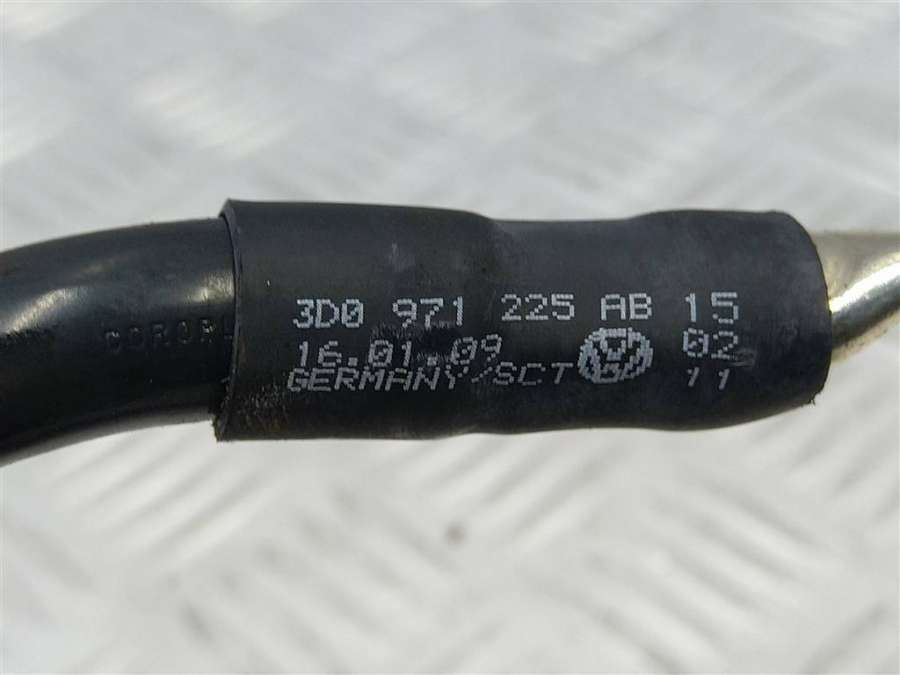 3D0 971 225 AB 15
16.01.09 02
GERMANY/SCT 11